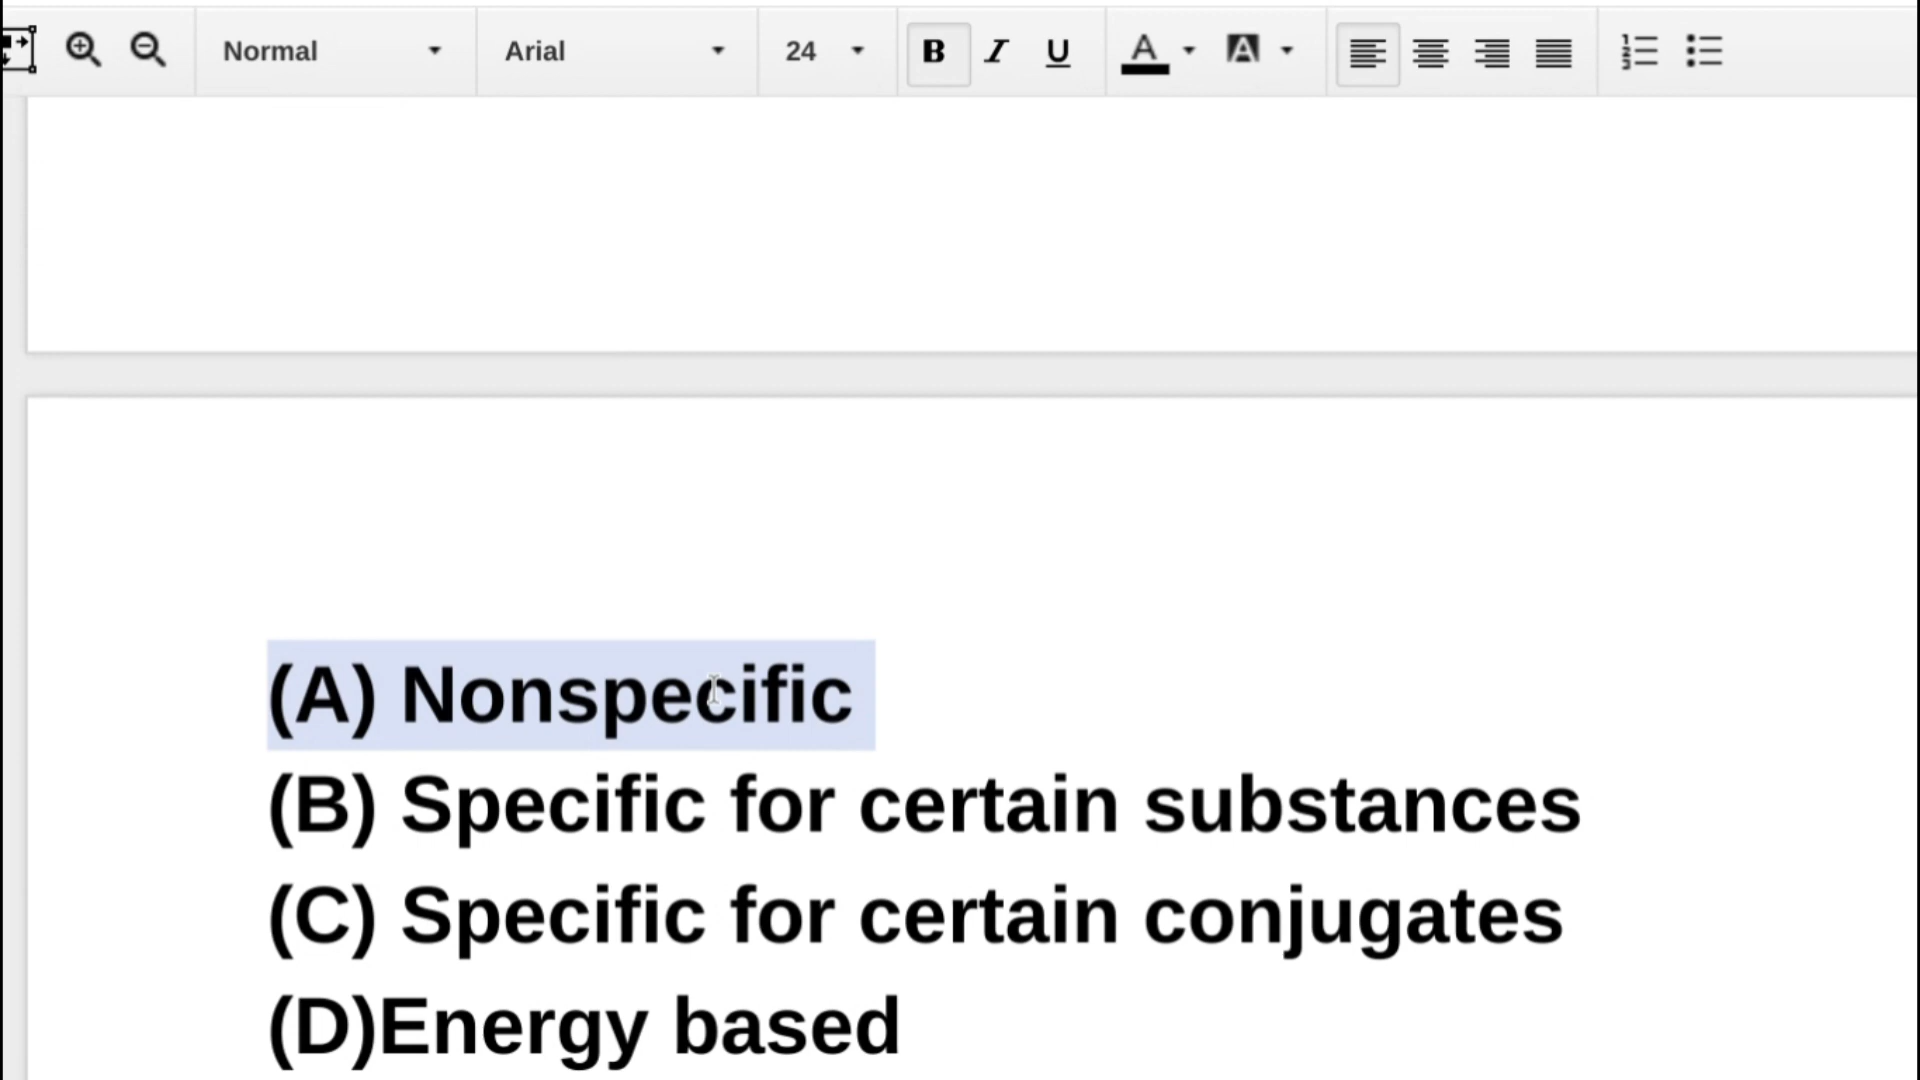 Normal Arial 24 B I U A A
(A) Nonspecific
(B) Specific for certain substances
(C) Specific for certain conjugates
(D)Energy based